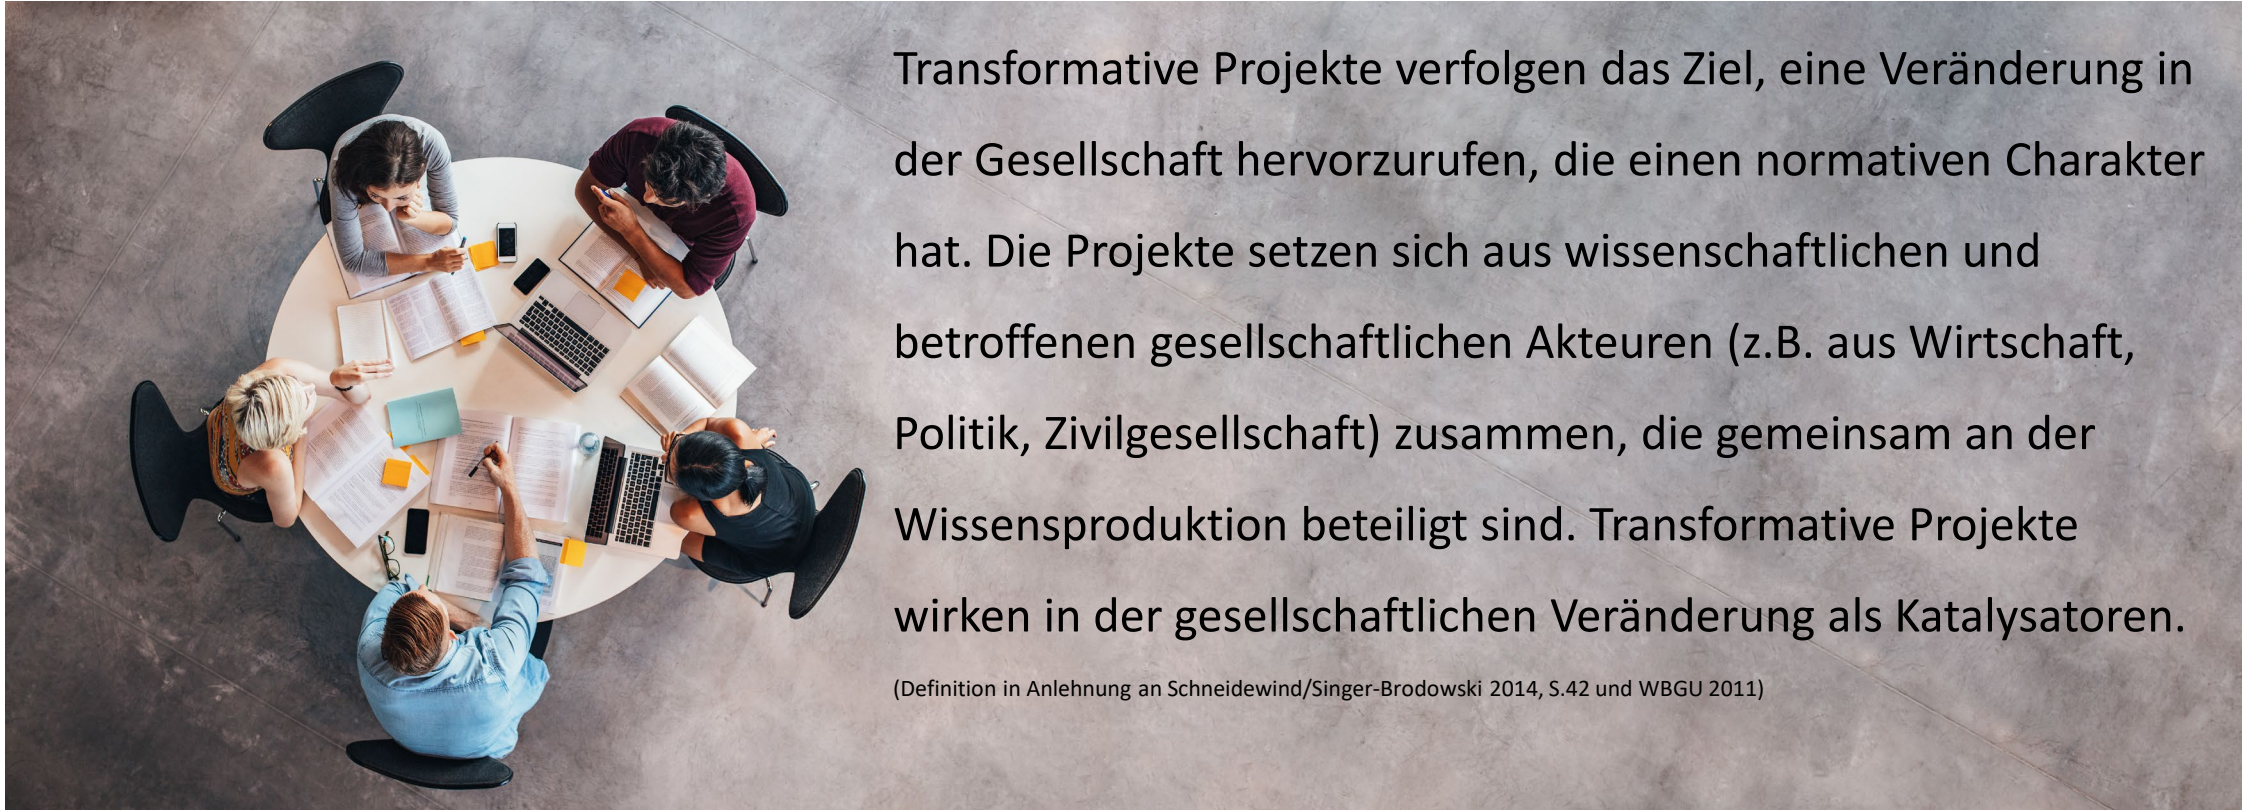 Transformative Projekte verfolgen das Ziel, eine Veränderung in
der Gesellschaft hervorzurufen, die einen normativen Charakter
hat. Die Projekte setzen sich aus wissenschaftlichen und
betroffenen gesellschaftlichen Akteuren (z.B. aus Wirtschaft,
Politik, Zivilgesellschaft) zusammen, die gemeinsam an der
Wissensproduktion beteiligt sind. Transformative Projekte
wirken in der gesellschaftlichen Veränderung als Katalysatoren.
(Definition in Anlehnung an Schneidewind/Singer-Brodowski 2014, S.42 und WBGU 2011)